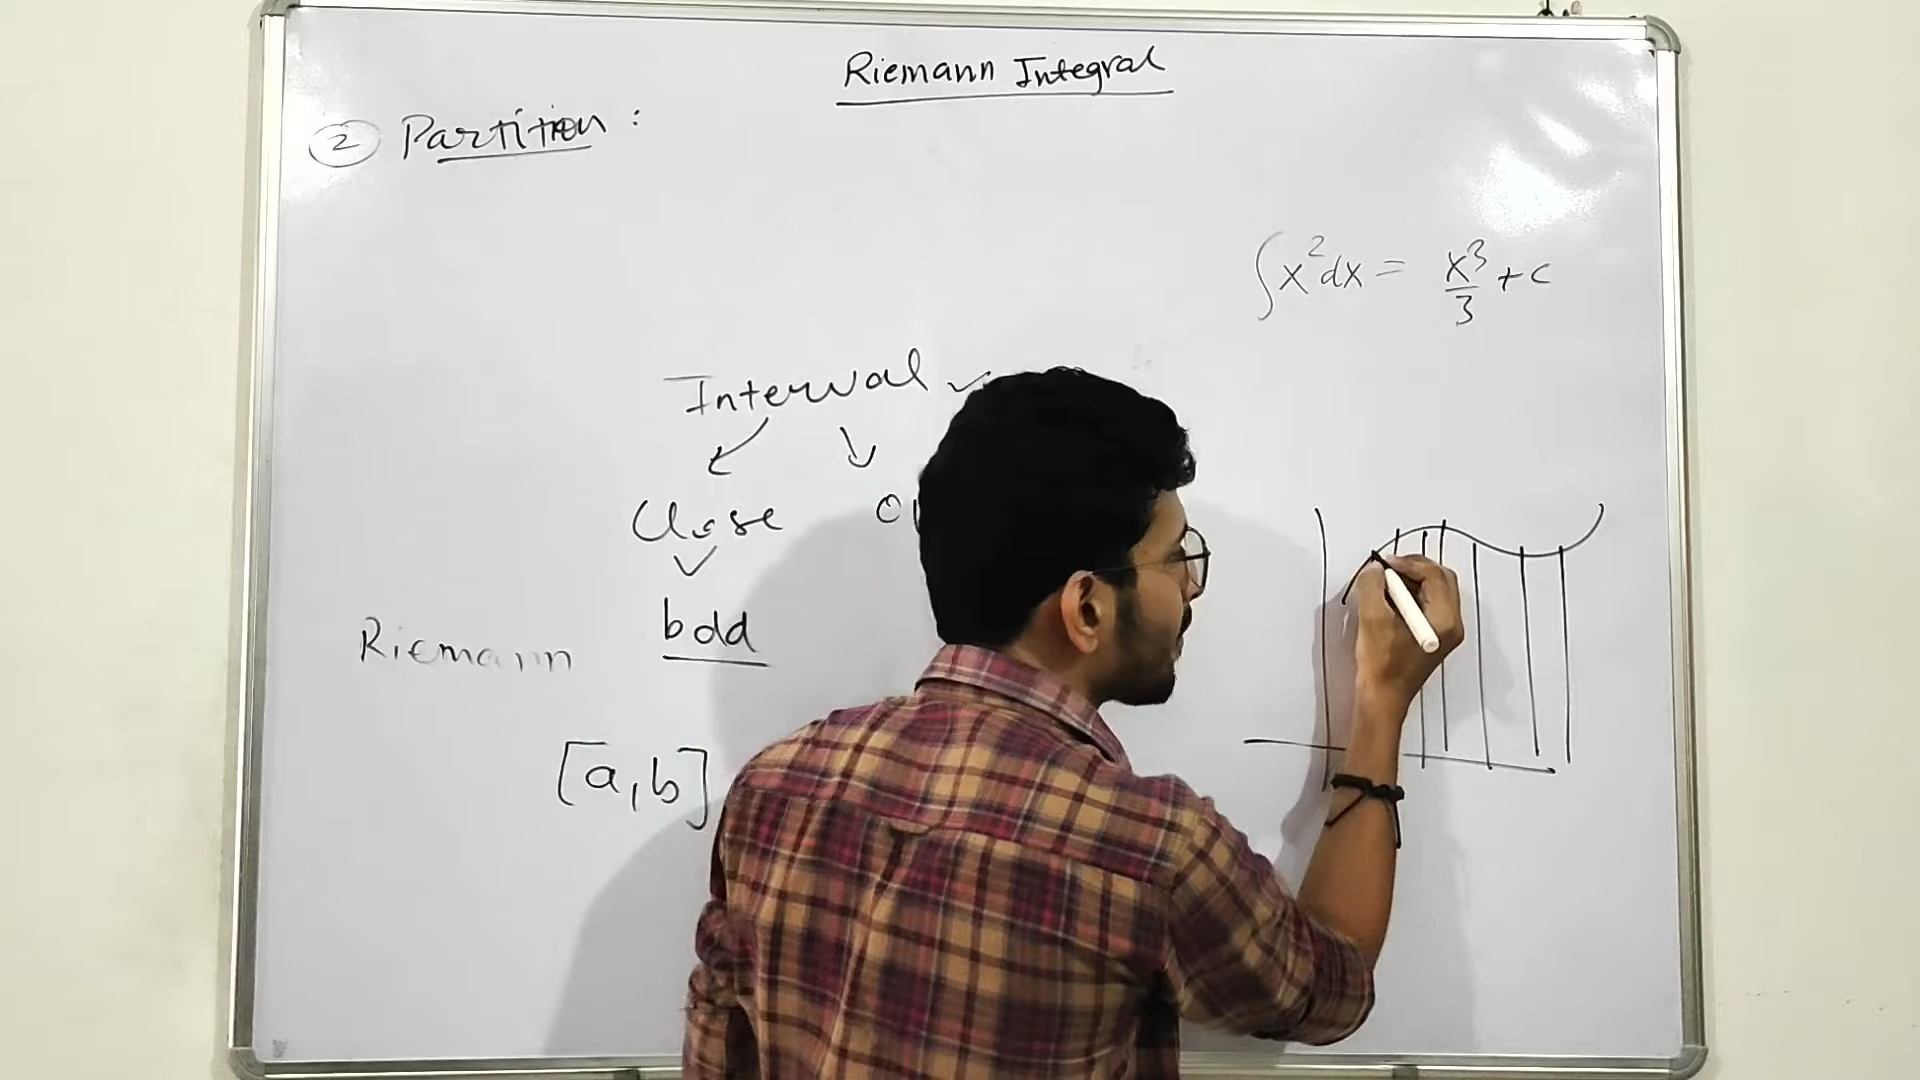 Riemann Integral
② Partition :
∫x²dx = x³/3 + c
Interval ✓
Close
bdd
Riemann
[a,b]